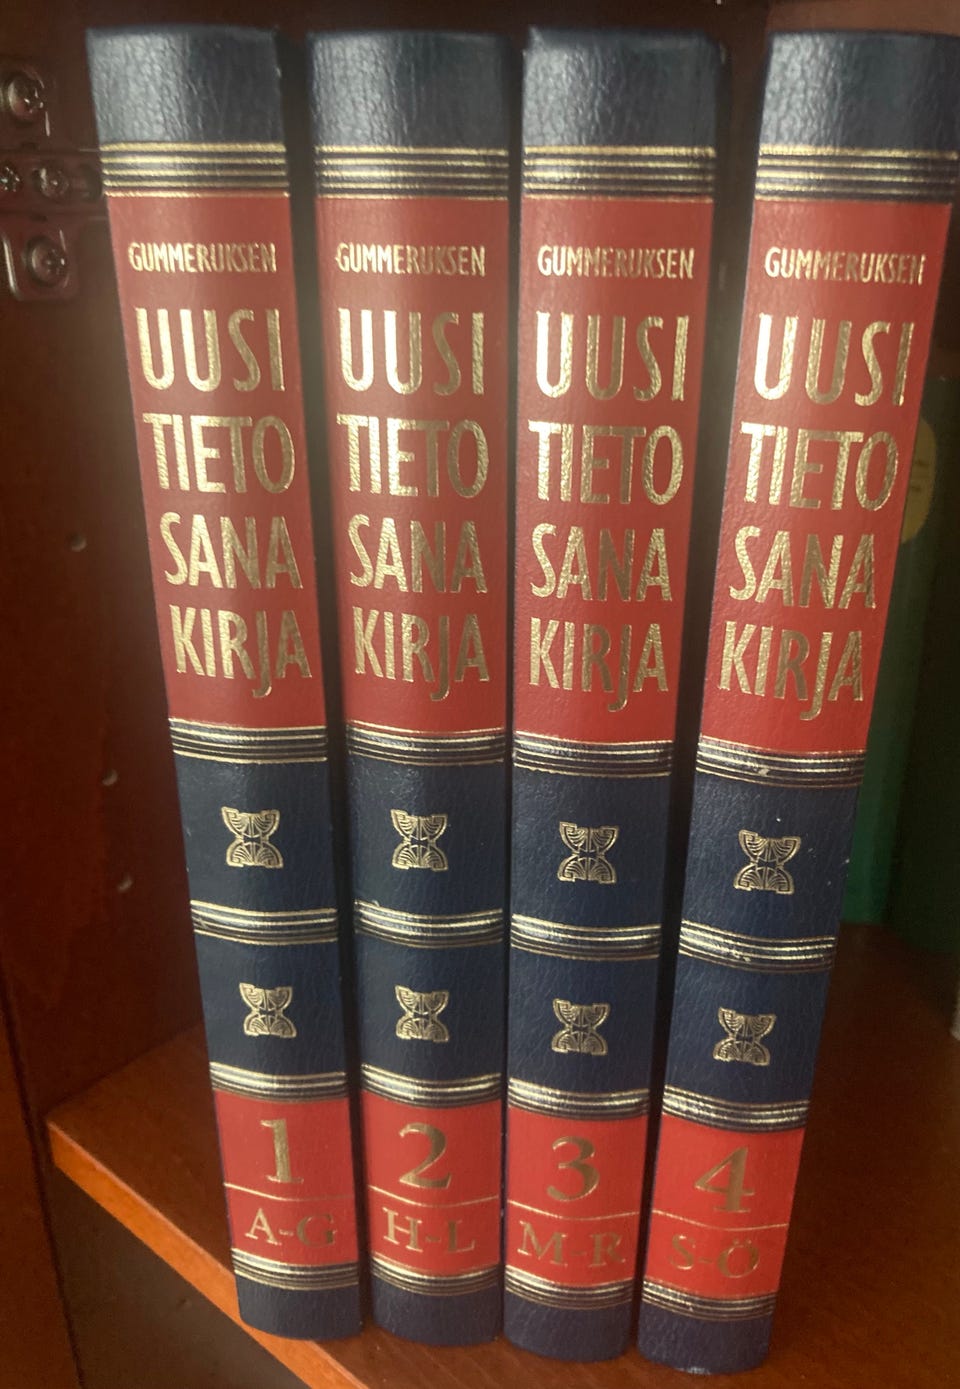 GUMMERUKSEN
UUSI
TIETO
SANA
KIRJA
1
A-G
GUMMERUKSEN
UUSI
TIETO
SANA
KIRJA
2
H-L
GUMMERUKSEN
UUSI
TIETO
SANA
KIRJA
3
M-R
GUMMERUKSEN
UUSI
TIETO
SANA
KIRJA
4
S-Ö